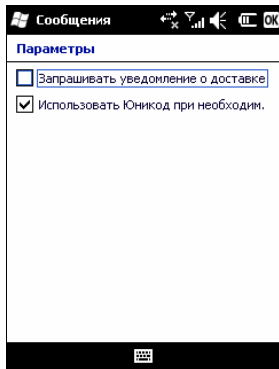 Сообщения OK
Параметры
Запрашивать уведомление о доставке
Использовать Юникод при необходим.